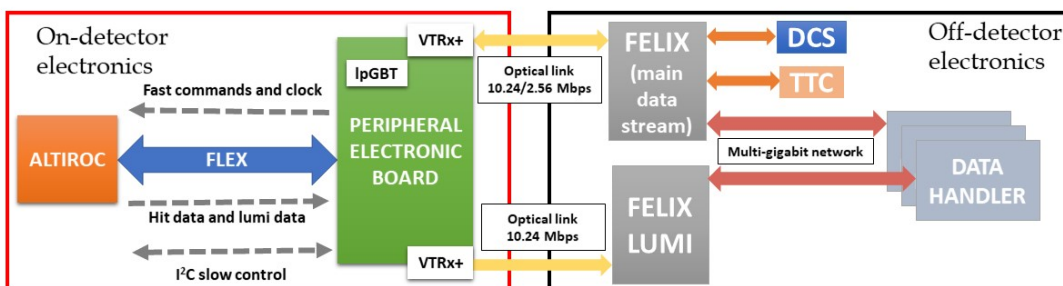 On-detector
electronics
Fast commands and clock
ALTIROC
FLEX
Hit data and lumi data
I²C slow control
VTRx+
lpGBT
PERIPHERAL
ELECTRONIC
BOARD
VTRx+
Optical link
10.24/2.56 Mbps
Optical link
10.24 Mbps
FELIX
(main
data
stream)
FELIX
LUMI
DCS
TTC
Off-detector
electronics
Multi-gigabit network
DATA
HANDLER